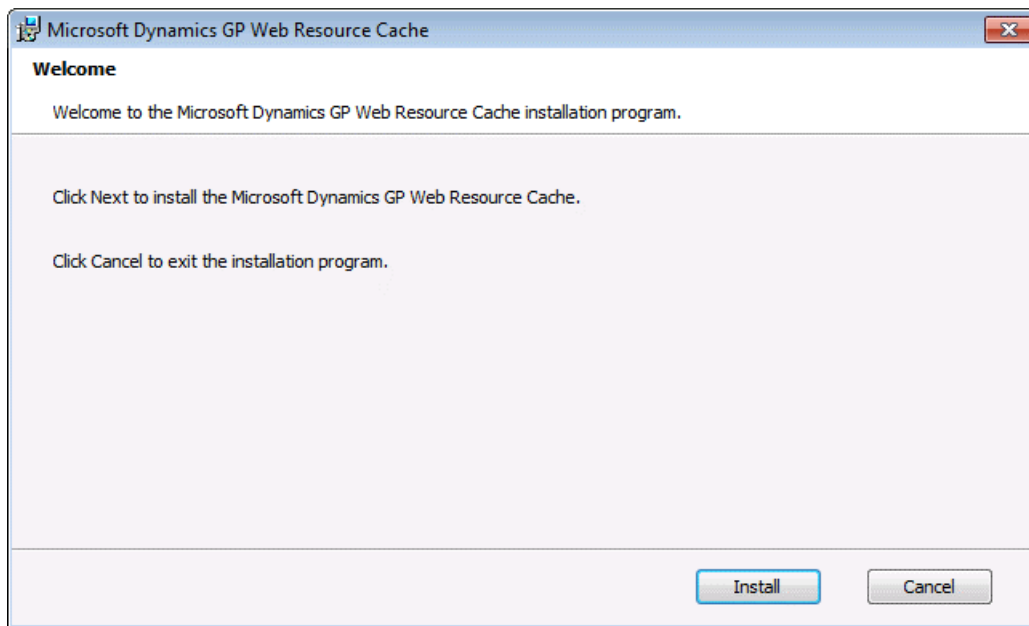 Microsoft Dynamics GP Web Resource Cache
Welcome
Welcome to the Microsoft Dynamics GP Web Resource Cache installation program.
Click Next to install the Microsoft Dynamics GP Web Resource Cache.
Click Cancel to exit the installation program.
Install Cancel